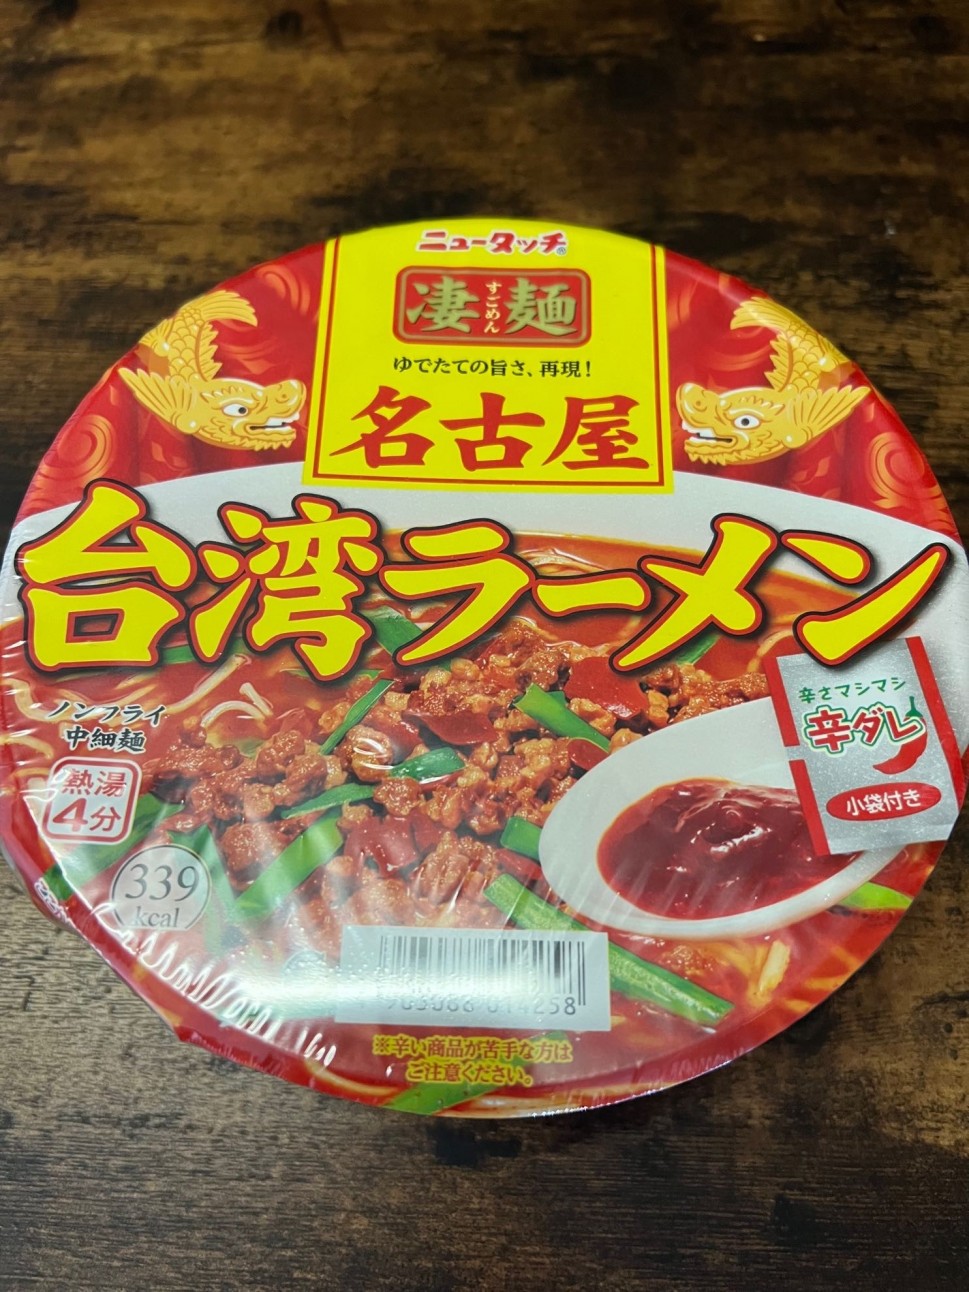 ニュータッチ®
凄麺
すごめん
ゆでたての旨さ、再現！
名古屋
台湾ラーメン
ノンフライ
中細麺
熱湯
4分
339
kcal
辛さマシマシ
辛ダレ
小袋付き
※辛い商品が苦手な方は
ご注意ください。